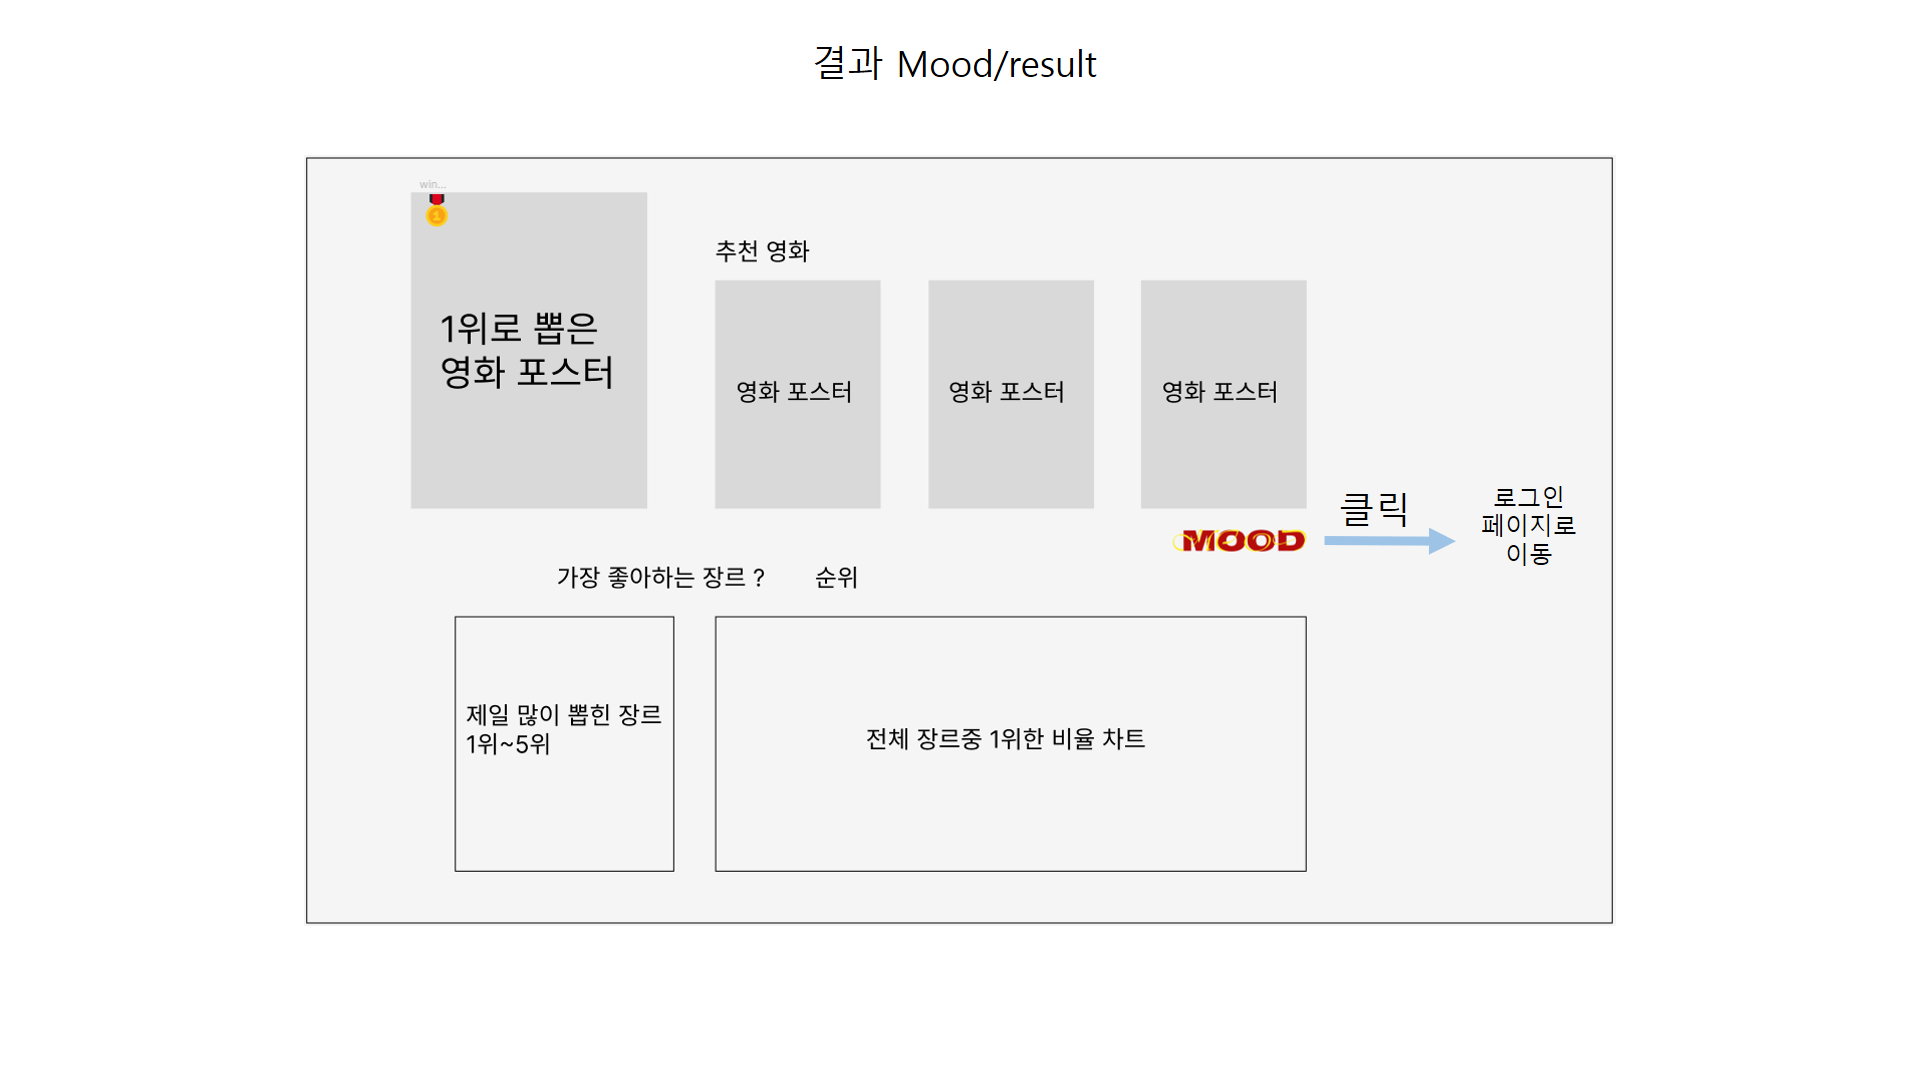 결과 Mood/result
win...
1
1위로 뽑은
영화 포스터
추천 영화
영화 포스터
영화 포스터
영화 포스터
MOOD
클릭
로그인
페이지로
이동
가장 좋아하는 장르 ?
순위
제일 많이 뽑힌 장르
1위~5위
전체 장르중 1위한 비율 차트